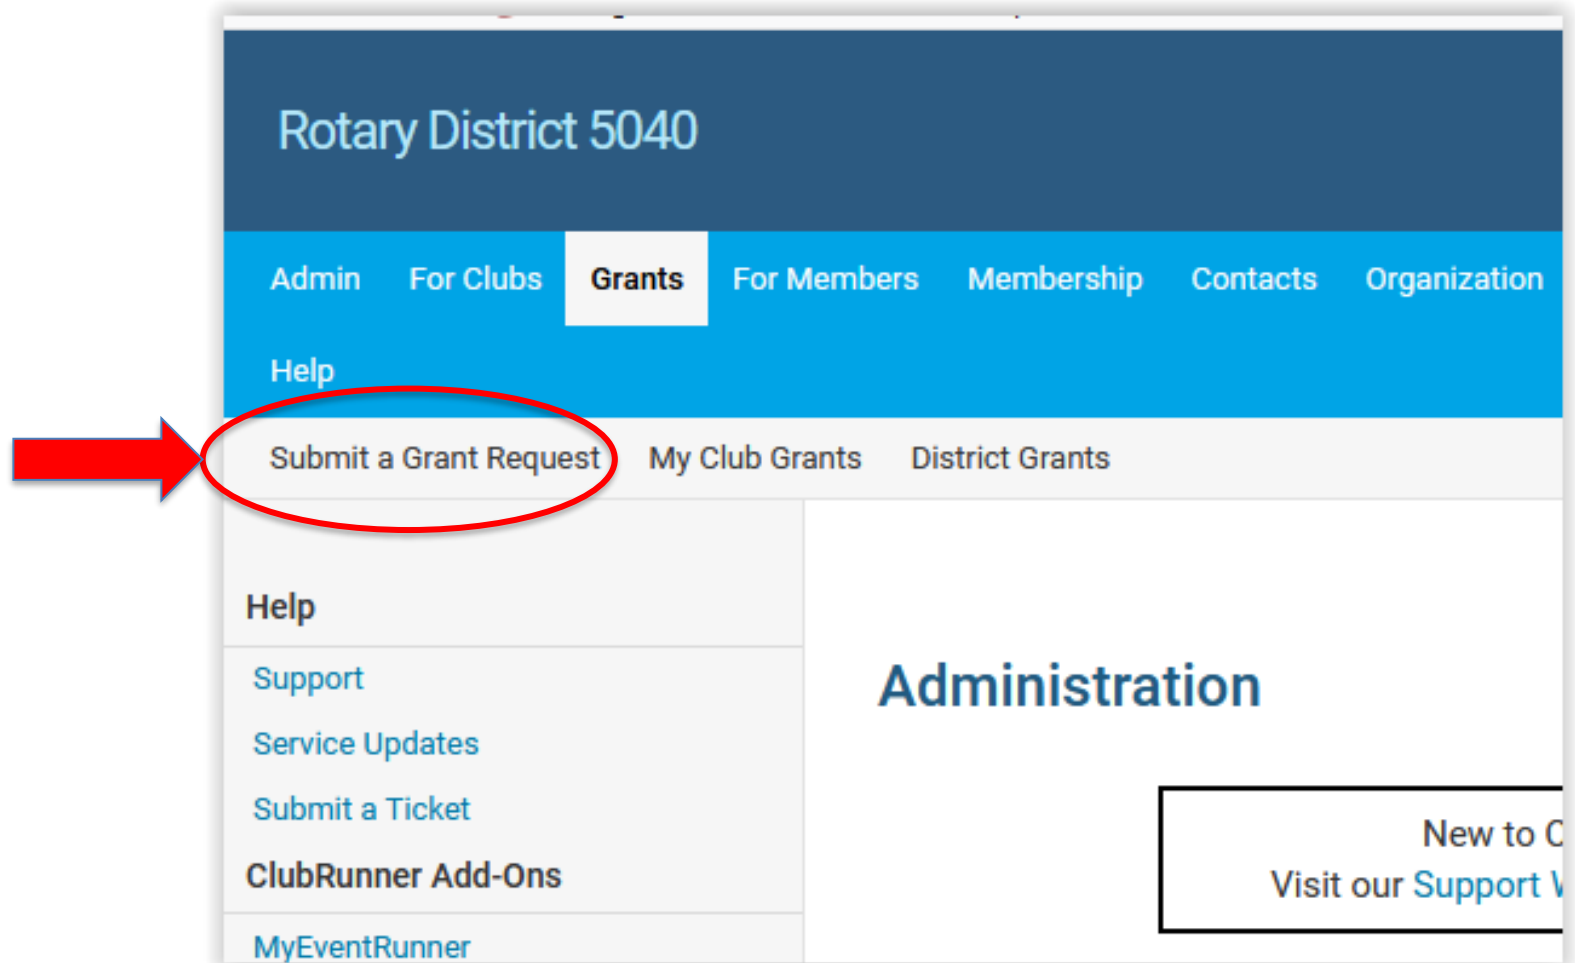 Rotary District 5040
Admin For Clubs Grants For Members Membership Contacts Organization
Help
Submit a Grant Request My Club Grants District Grants
Help
Support
Service Updates
Submit a Ticket
ClubRunner Add-Ons
MyEventRunner
Administration
New to
Visit our Support